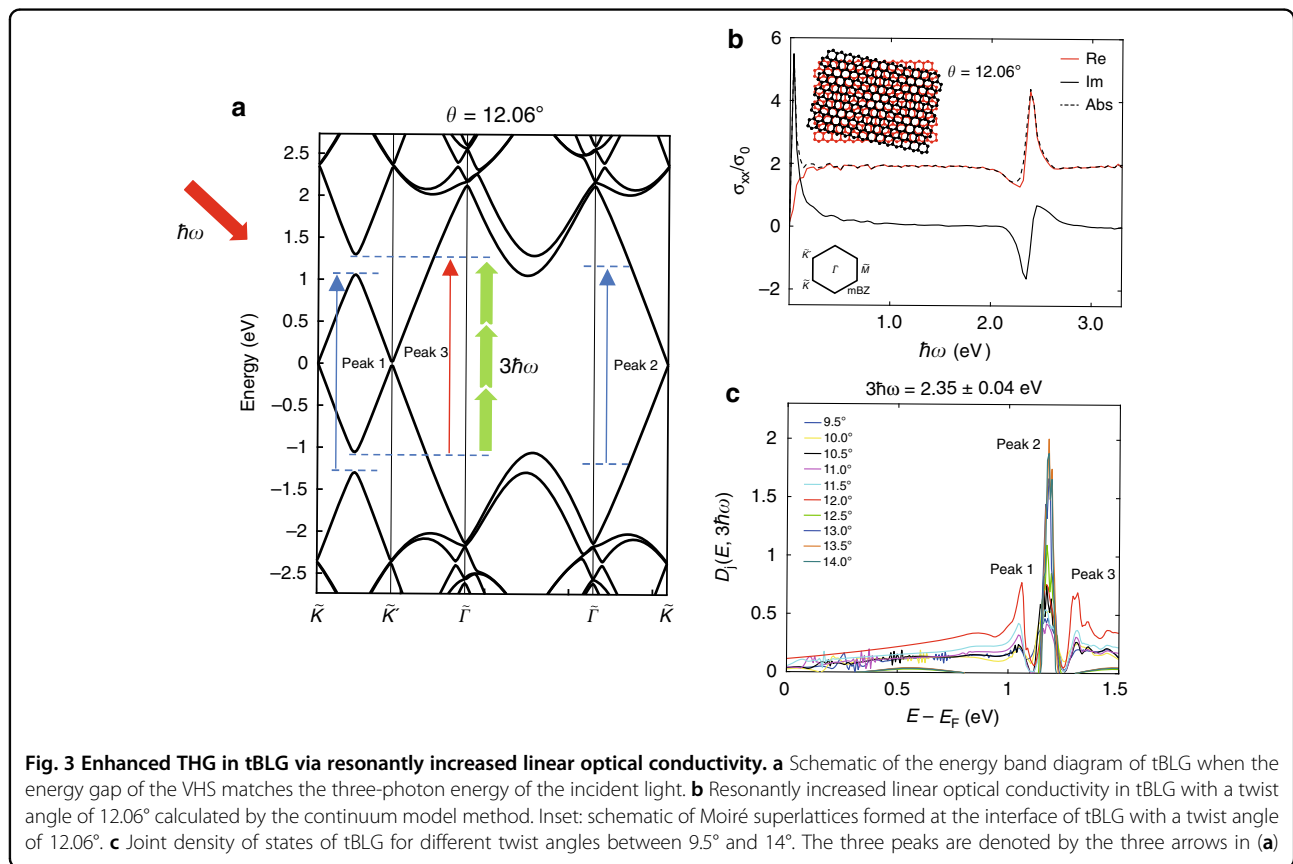 a
θ = 12.06°
ħω
Energy (eV)
2.5
2
1.5
1
0.5
0
−0.5
−1
−1.5
−2
−2.5
Peak 1
Peak 3
3ħω
Peak 2
K̃
K̃′
Γ̃
Γ̃
K̃
b
θ = 12.06°
Re
Im
Abs
σxx/σ0
6
4
2
0
−2
K̃′
K̃
Γ
M̃
mBZ
1.0
2.0
3.0
ħω (eV)
c
3ħω = 2.35 ± 0.04 eV
9.5°
10.0°
10.5°
11.0°
11.5°
12.0°
12.5°
13.0°
13.5°
14.0°
Peak 1
Peak 2
Peak 3
Dj(E, 3ħω)
2
1.5
1
0.5
0
0
0.5
1
1.5
E – EF (eV)
Fig. 3 Enhanced THG in tBLG via resonantly increased linear optical conductivity. a Schematic of the energy band diagram of tBLG when the
energy gap of the VHS matches the three-photon energy of the incident light. b Resonantly increased linear optical conductivity in tBLG with a twist
angle of 12.06° calculated by the continuum model method. Inset: schematic of Moiré superlattices formed at the interface of tBLG with a twist angle
of 12.06°. c Joint density of states of tBLG for different twist angles between 9.5° and 14°. The three peaks are denoted by the three arrows in (a)